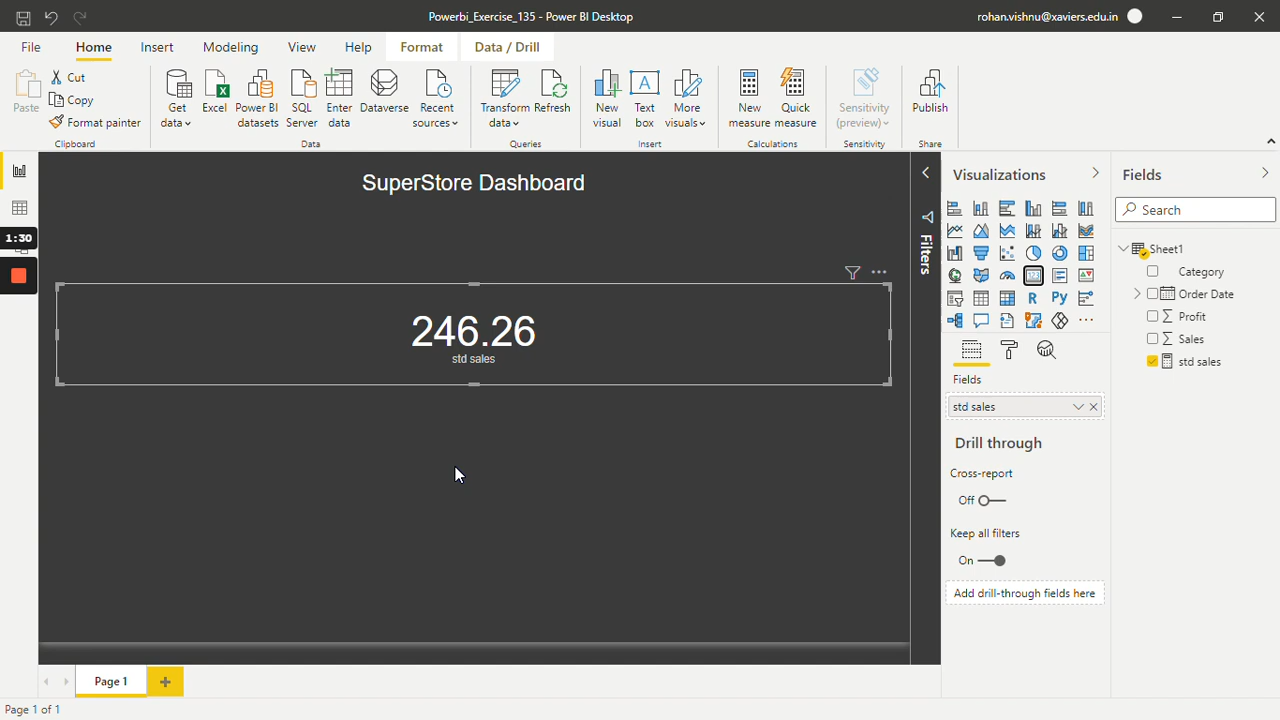 Powerbi_Exercise_135 - Power BI Desktop
rohan.vishnu@xaviers.edu.in
File
Home
Insert
Modeling
View
Help
Format
Data / Drill
Paste
Cut
Copy
Format painter
Clipboard
Get data
Excel
Power BI datasets
SQL Server
Enter data
Dataverse
Recent sources
Data
Transform data
Refresh
Queries
New visual
Text box
More visuals
Insert
New measure
Quick measure
Calculations
Sensitivity (preview)
Sensitivity
Publish
Share
1:30
SuperStore Dashboard
246.26
std sales
Filters
Visualizations
R
Py
Fields
std sales
Drill through
Cross-report
Off
Keep all filters
On
Add drill-through fields here
Fields
Search
Sheet1
Category
Order Date
Profit
Sales
std sales
Page 1
Page 1 of 1